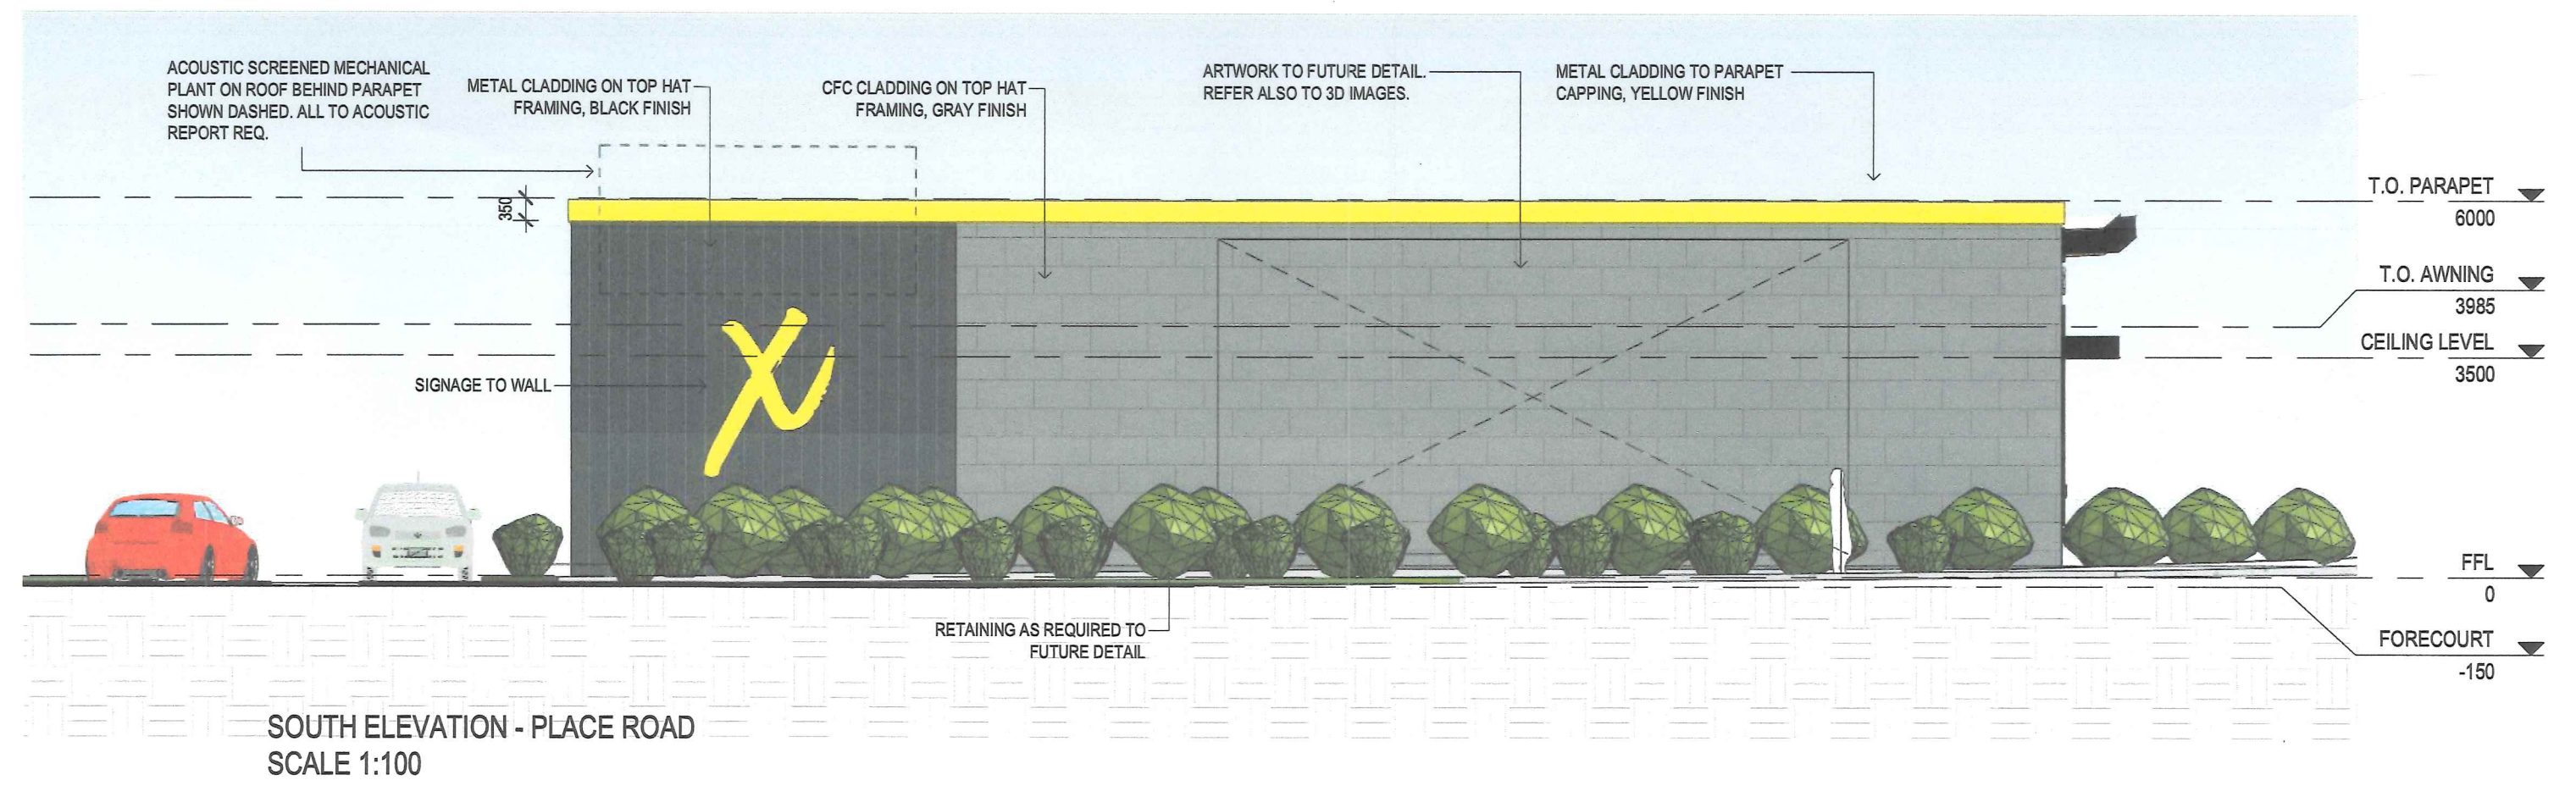 ACOUSTIC SCREENED MECHANICAL
PLANT ON ROOF BEHIND PARAPET
SHOWN DASHED. ALL TO ACOUSTIC
REPORT REQ.
METAL CLADDING ON TOP HAT
FRAMING, BLACK FINISH
CFC CLADDING ON TOP HAT
FRAMING, GRAY FINISH
ARTWORK TO FUTURE DETAIL.
REFER ALSO TO 3D IMAGES.
METAL CLADDING TO PARAPET
CAPPING, YELLOW FINISH
350
T.O. PARAPET
6000
T.O. AWNING
3985
CEILING LEVEL
3500
SIGNAGE TO WALL
FFL
0
FORECOURT
-150
RETAINING AS REQUIRED TO
FUTURE DETAIL
SOUTH ELEVATION - PLACE ROAD
SCALE 1:100